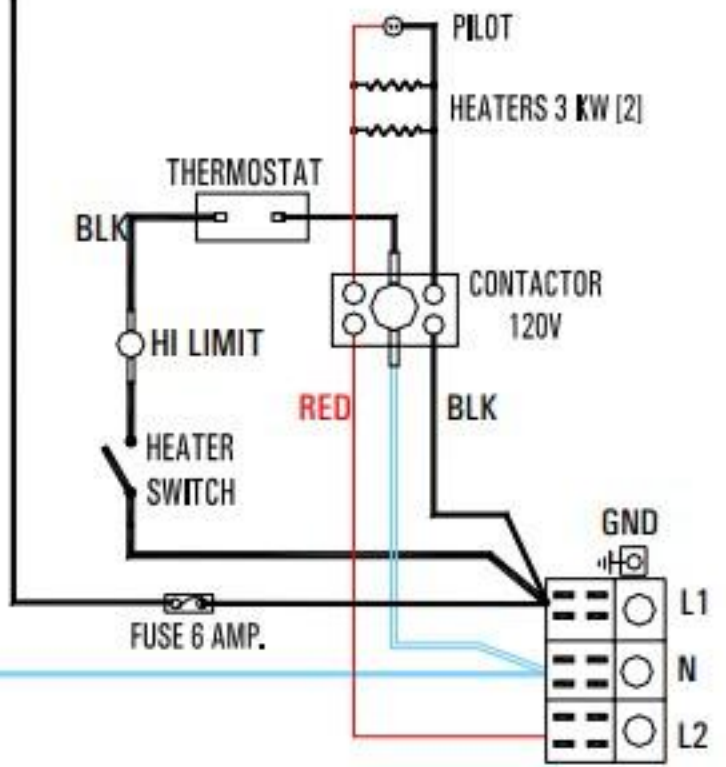 PILOT
HEATERS 3 KW [2]
THERMOSTAT
BLK
CONTACTOR
120V
HI LIMIT
RED
BLK
HEATER
SWITCH
GND
L1
FUSE 6 AMP.
N
L2